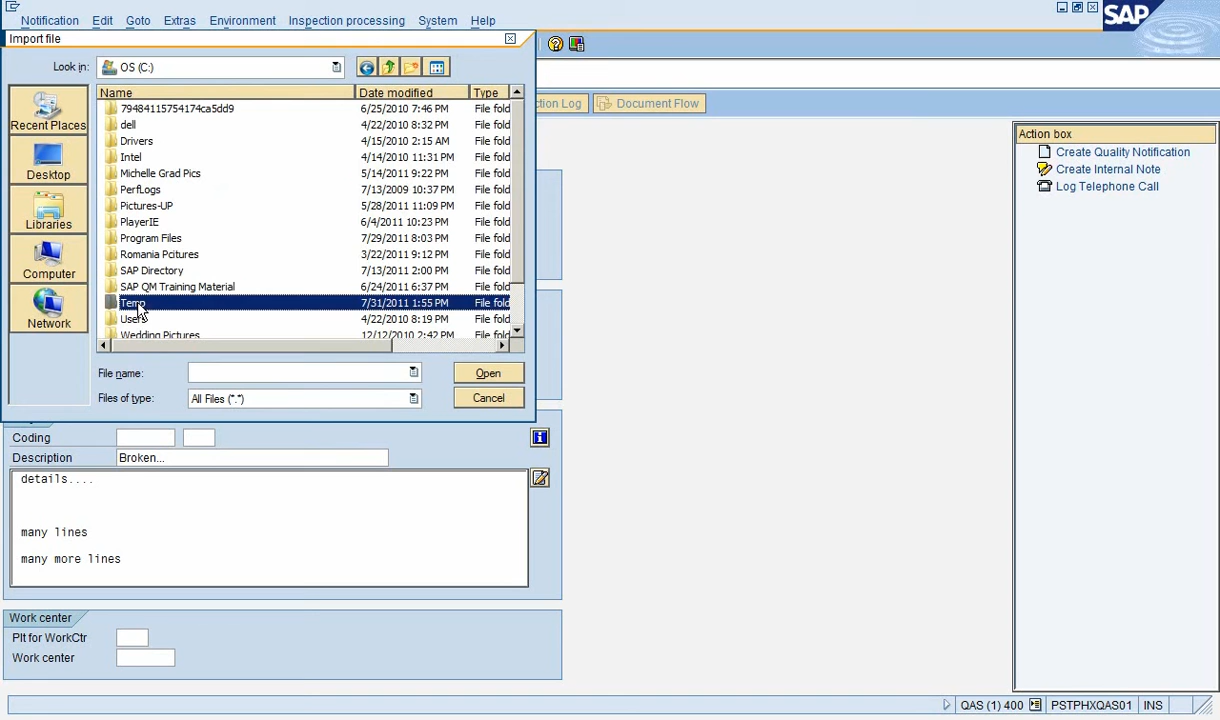 Notification Edit Goto Extras Environment Inspection processing System Help
SAP
Import file
Look in: OS (C:)
ction Log Document Flow
Name Date modified Type
79484115754174ca5dd9 6/25/2010 7:46 PM File fold
dell 4/22/2010 8:32 PM File fold
Drivers 4/15/2010 2:15 AM File fold
Intel 4/14/2010 11:31 PM File fold
Michelle Grad Pics 5/14/2011 9:22 PM File fold
PerfLogs 7/13/2009 10:37 PM File fold
Pictures-UP 5/28/2011 11:09 PM File fold
PlayerIE 6/4/2011 10:23 PM File fold
Program Files 7/29/2011 8:03 PM File fold
Romania Pcitures 3/22/2011 9:12 PM File fold
SAP Directory 7/13/2011 2:00 PM File fold
SAP QM Training Material 6/24/2011 6:37 PM File fold
Temp 7/31/2011 1:55 PM File fold
Users 4/22/2010 8:19 PM File fold
Wedding Pictures 12/12/2010 2:42 PM File fold
Recent Places
Desktop
Libraries
Computer
Network
File name: Open
Files of type: All Files (*.*) Cancel
Action box
Create Quality Notification
Create Internal Note
Log Telephone Call
Coding
Description Broken...
details....
many lines
many more lines
Work center
Plt for WorkCtr
Work center
QAS (1) 400 PSTPHXQAS01 INS